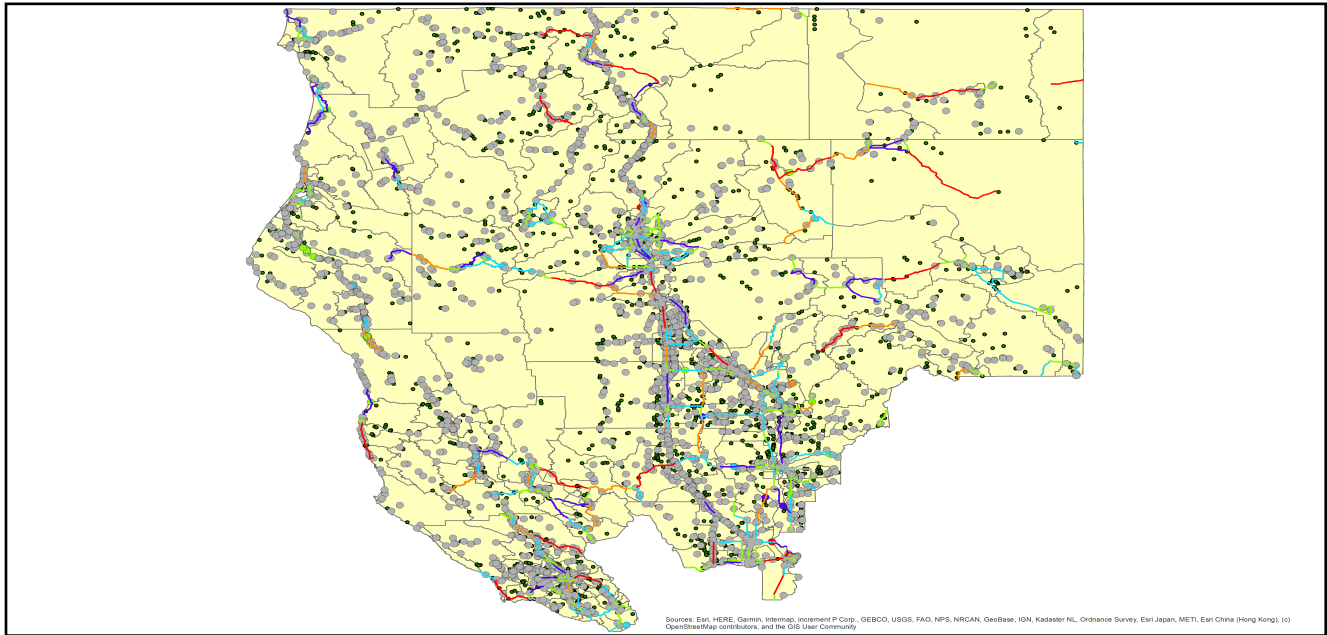 Sources: Esri, HERE, Garmin, Intermap, increment P Corp., GEBCO, USGS, FAO, NPS, NRCAN, GeoBase, IGN, Kadaster NL, Ordnance Survey, Esri Japan, METI, Esri China (Hong Kong), (c)
OpenStreetMap contributors, and the GIS User Community